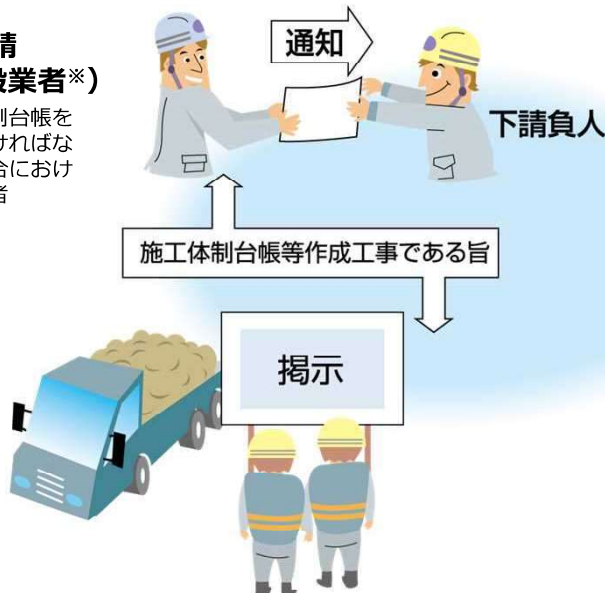 請
通知
設業者※)
制台帳を
ければな
合におけ
者
下請負人
施工体制台帳等作成工事である旨
掲示